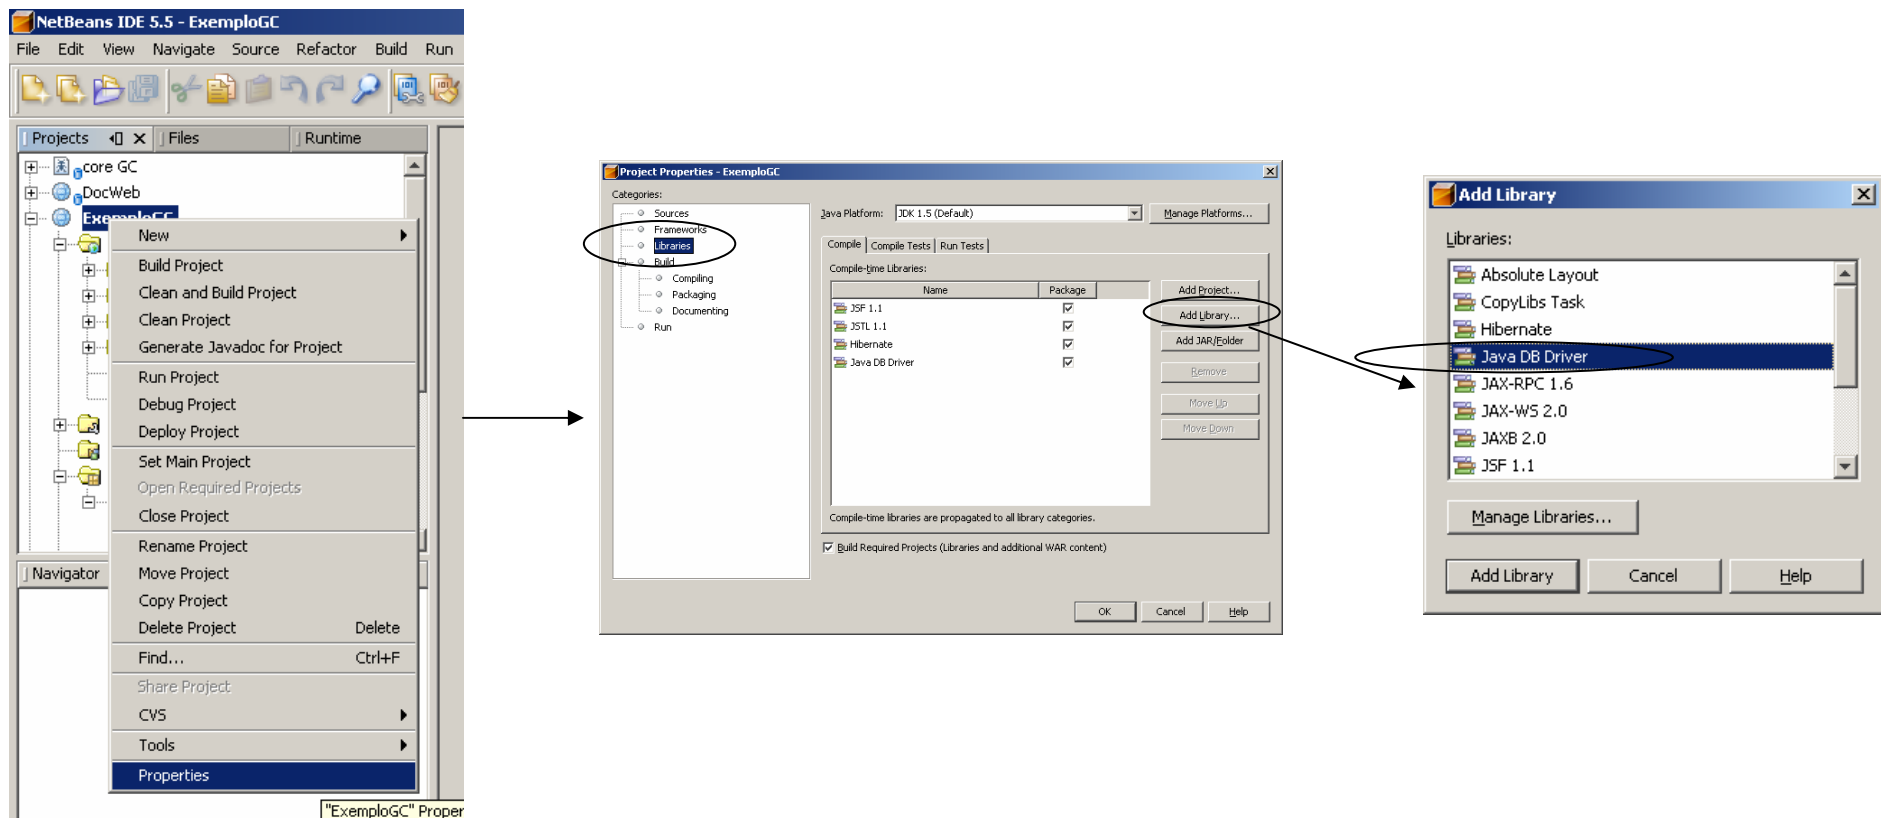 NetBeans IDE 5.5 - ExemploGC
File Edit View Navigate Source Refactor Build Run
Projects Files Runtime
core GC
DocWeb
ExemploGC
New
Build Project
Clean and Build Project
Clean Project
Generate Javadoc for Project
Run Project
Debug Project
Deploy Project
Set Main Project
Open Required Projects
Close Project
Rename Project
Move Project
Copy Project
Delete Project Delete
Find... Ctrl+F
Share Project
CVS
Tools
Properties
Navigator
"ExemploGC" Proper
Project Properties - ExemploGC
Categories:
Sources
Frameworks
Libraries
Build
Compiling
Packaging
Documenting
Run
Java Platform: JDK 1.5 (Default) Manage Platforms...
Compile Compile Tests Run Tests
Compile-time Libraries:
Name Package
JSF 1.1
JSTL 1.1
Hibernate
Java DB Driver
Add Project...
Add Library...
Add JAR/Folder
Remove
Move Up
Move Down
Compile-time libraries are propagated to all library categories.
Build Required Projects (Libraries and additional WAR content)
OK Cancel Help
Add Library
Libraries:
Absolute Layout
CopyLibs Task
Hibernate
Java DB Driver
JAX-RPC 1.6
JAX-WS 2.0
JAXB 2.0
JSF 1.1
Manage Libraries...
Add Library Cancel Help